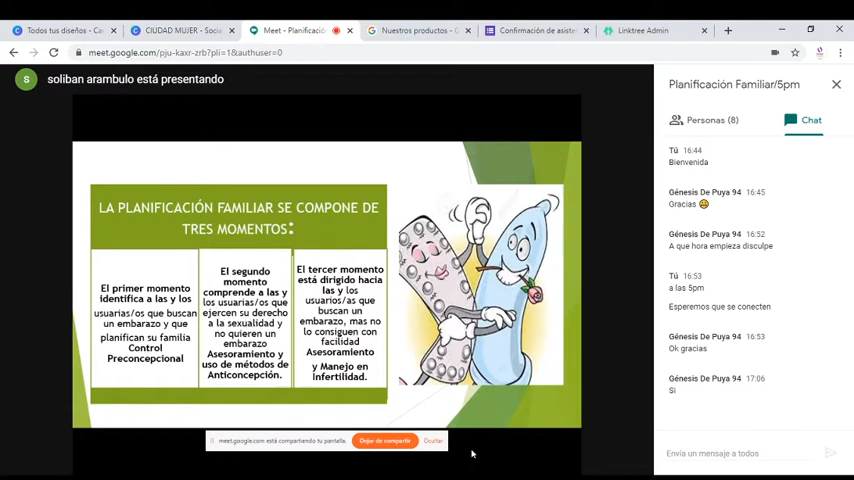 Todos tus diseños - Ca
CIUDAD MUJER - Socia
Meet - Planificació
Nuestros productos - G
Confirmación de asiste
Linktree Admin
meet.google.com/pju-kaxr-zrb?pli=1&authuser=0
S
soliban arambulo está presentando
LA PLANIFICACIÓN FAMILIAR SE COMPONE DE
TRES MOMENTOS:
El primer momento
identifica a las y los
usuarias/os que buscan
un embarazo y que
planifican su familia
Control
Preconcepcional
El segundo
momento
comprende a las y
los usuarias/os que
ejercen su derecho
a la sexualidad y
no quieren un
embarazo
Asesoramiento y
uso de métodos de
Anticoncepción.
El tercer momento
está dirigido hacia
las y los
usuarios/as que
buscan un
embarazo, mas no
lo consiguen con
facilidad
Asesoramiento
y Manejo en
infertilidad.
meet.google.com está compartiendo tu pantalla.
Dejar de compartir
Ocultar
Planificación Familiar/5pm
Personas (8)
Chat
Tú 16:44
Bienvenida
Génesis De Puya 94 16:45
Gracias
Génesis De Puya 94 16:52
A que hora empieza disculpe
Tú 16:53
a las 5pm
Esperemos que se conecten
Génesis De Puya 94 16:53
Ok gracias
Génesis De Puya 94 17:06
Si
Envía un mensaje a todos